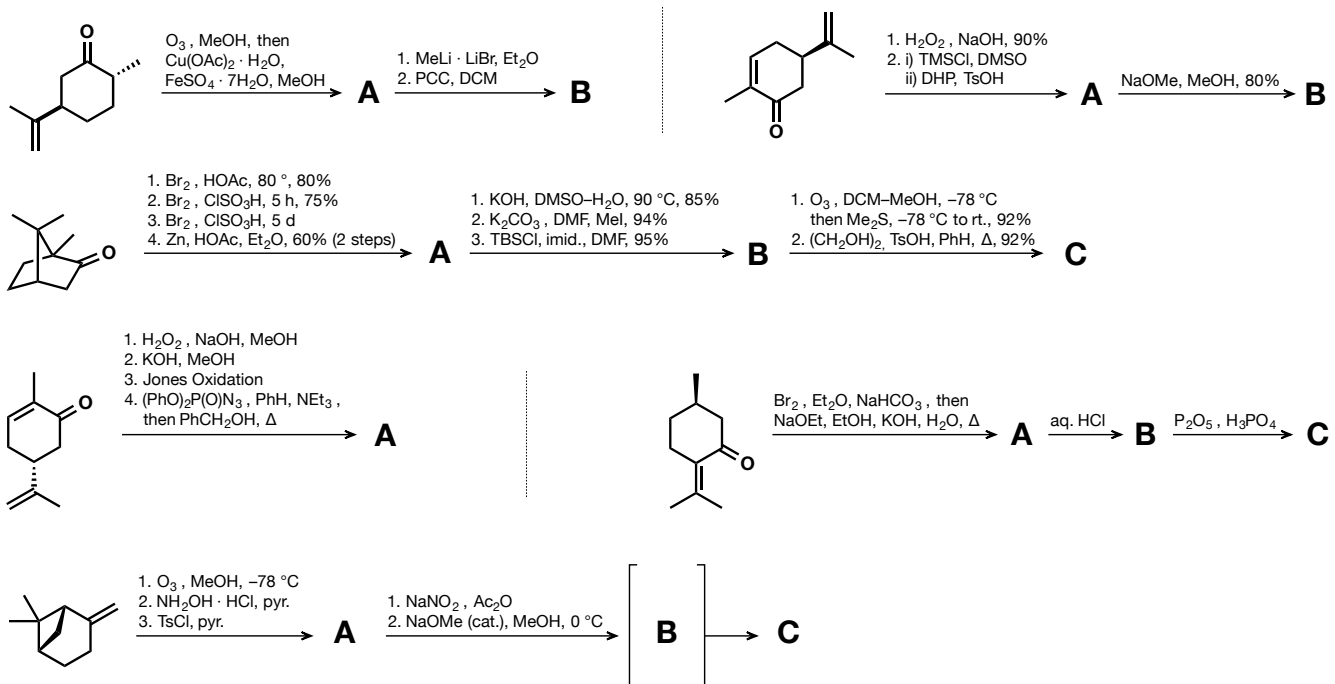 O₃ , MeOH, then
Cu(OAc)₂ · H₂O,
FeSO₄ · 7H₂O, MeOH
1. MeLi · LiBr, Et₂O
2. PCC, DCM
O
A
B
1. H₂O₂ , NaOH, 90%
2. i) TMSCl, DMSO
ii) DHP, TsOH
NaOMe, MeOH, 80%
O
A
B
1. Br₂ , HOAc, 80 °, 80%
2. Br₂ , ClSO₃H, 5 h, 75%
3. Br₂ , ClSO₃H, 5 d
4. Zn, HOAc, Et₂O, 60% (2 steps)
1. KOH, DMSO–H₂O, 90 °C, 85%
2. K₂CO₃ , DMF, MeI, 94%
3. TBSCl, imid., DMF, 95%
1. O₃ , DCM–MeOH, −78 °C
then Me₂S, −78 °C to rt., 92%
2. (CH₂OH)₂, TsOH, PhH, Δ, 92%
O
A
B
C
1. H₂O₂ , NaOH, MeOH
2. KOH, MeOH
3. Jones Oxidation
4. (PhO)₂P(O)N₃ , PhH, NEt₃ ,
then PhCH₂OH, Δ
O
A
Br₂ , Et₂O, NaHCO₃ , then
NaOEt, EtOH, KOH, H₂O, Δ
aq. HCl
P₂O₅ , H₃PO₄
O
A
B
C
1. O₃ , MeOH, −78 °C
2. NH₂OH · HCl, pyr.
3. TsCl, pyr.
1. NaNO₂ , Ac₂O
2. NaOMe (cat.), MeOH, 0 °C
A
B
C